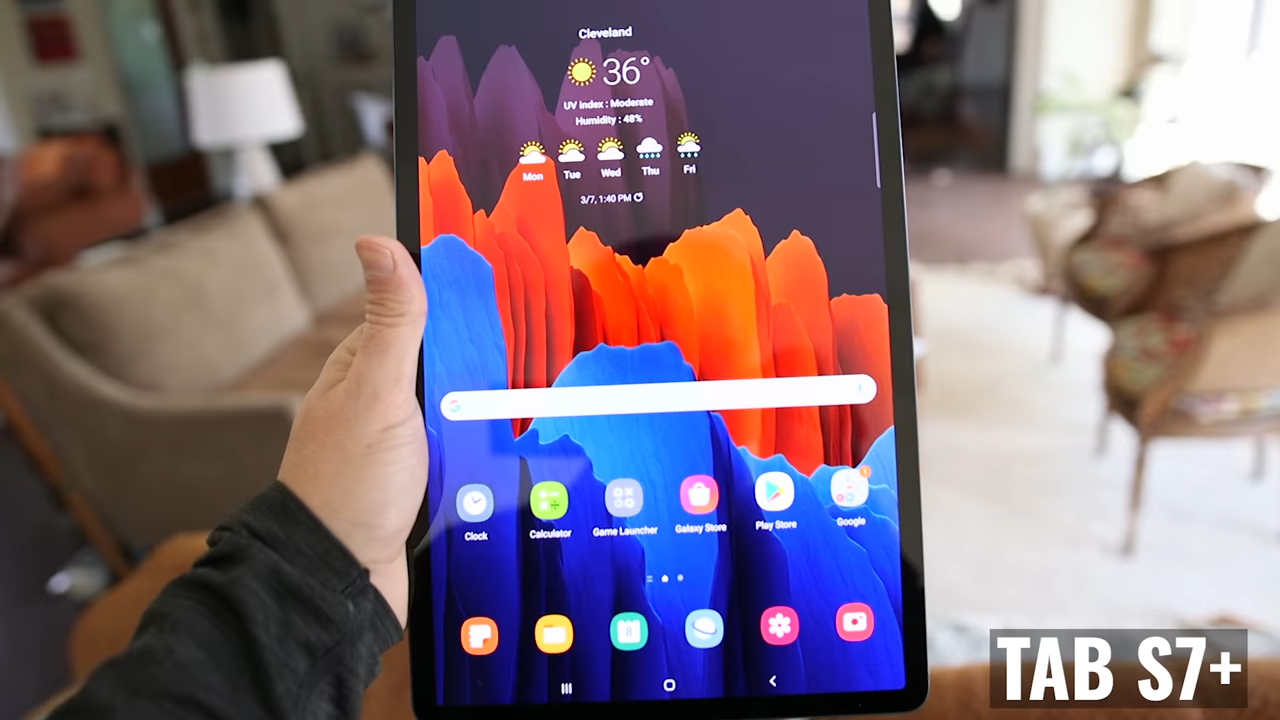 Cleveland
36°
UV index : Moderate
Humidity : 48%
Mon Tue Wed Thu Fri
3/7, 1:40 PM
Clock Calculator Game Launcher Galaxy Store Play Store Google
8
TAB S7+